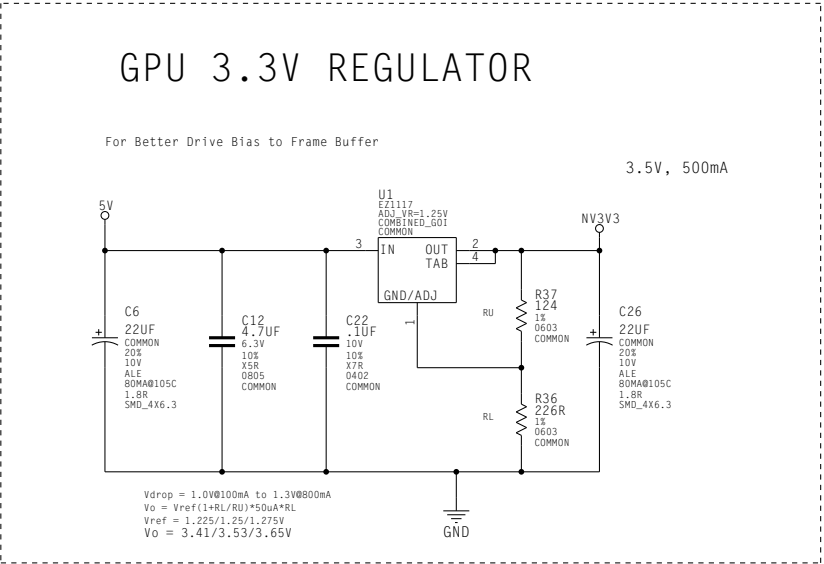 GPU 3.3V REGULATOR
For Better Drive Bias to Frame Buffer
3.5V, 500mA
5V
U1
EZ1117
ADJ_VR=1.25V
COMBINED_GOI
COMMON
NV3V3
3
IN
OUT
2
TAB
4
GND/ADJ
1
C6
22UF
COMMON
20%
10V
ALE
80MA@105C
1.8R
SMD_4X6.3
C12
4.7UF
6.3V
10%
X5R
0805
COMMON
C22
.1UF
10V
10%
X7R
0402
COMMON
RU
R37
124
1%
0603
COMMON
C26
22UF
COMMON
20%
10V
ALE
80MA@105C
1.8R
SMD_4X6.3
RL
R36
226R
1%
0603
COMMON
Vdrop = 1.0V@100mA to 1.3V@800mA
Vo = Vref(1+RL/RU)*50uA*RL
Vref = 1.225/1.25/1.275V
Vo = 3.41/3.53/3.65V
GND